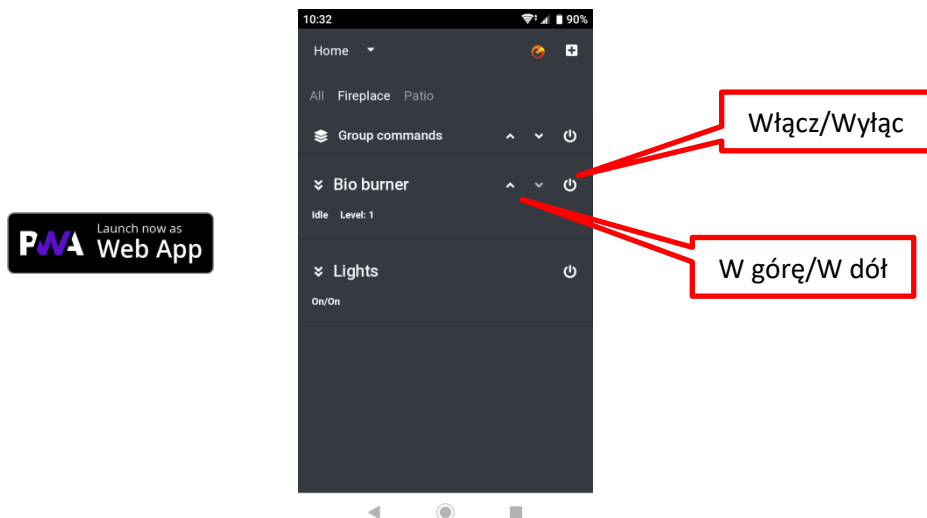 10:32
90%
Home
All Fireplace Patio
Group commands
Bio burner
Idle Level: 1
Lights
On/On
PWA Launch now as
Web App
Włącz/Wyłąc
W górę/W dół